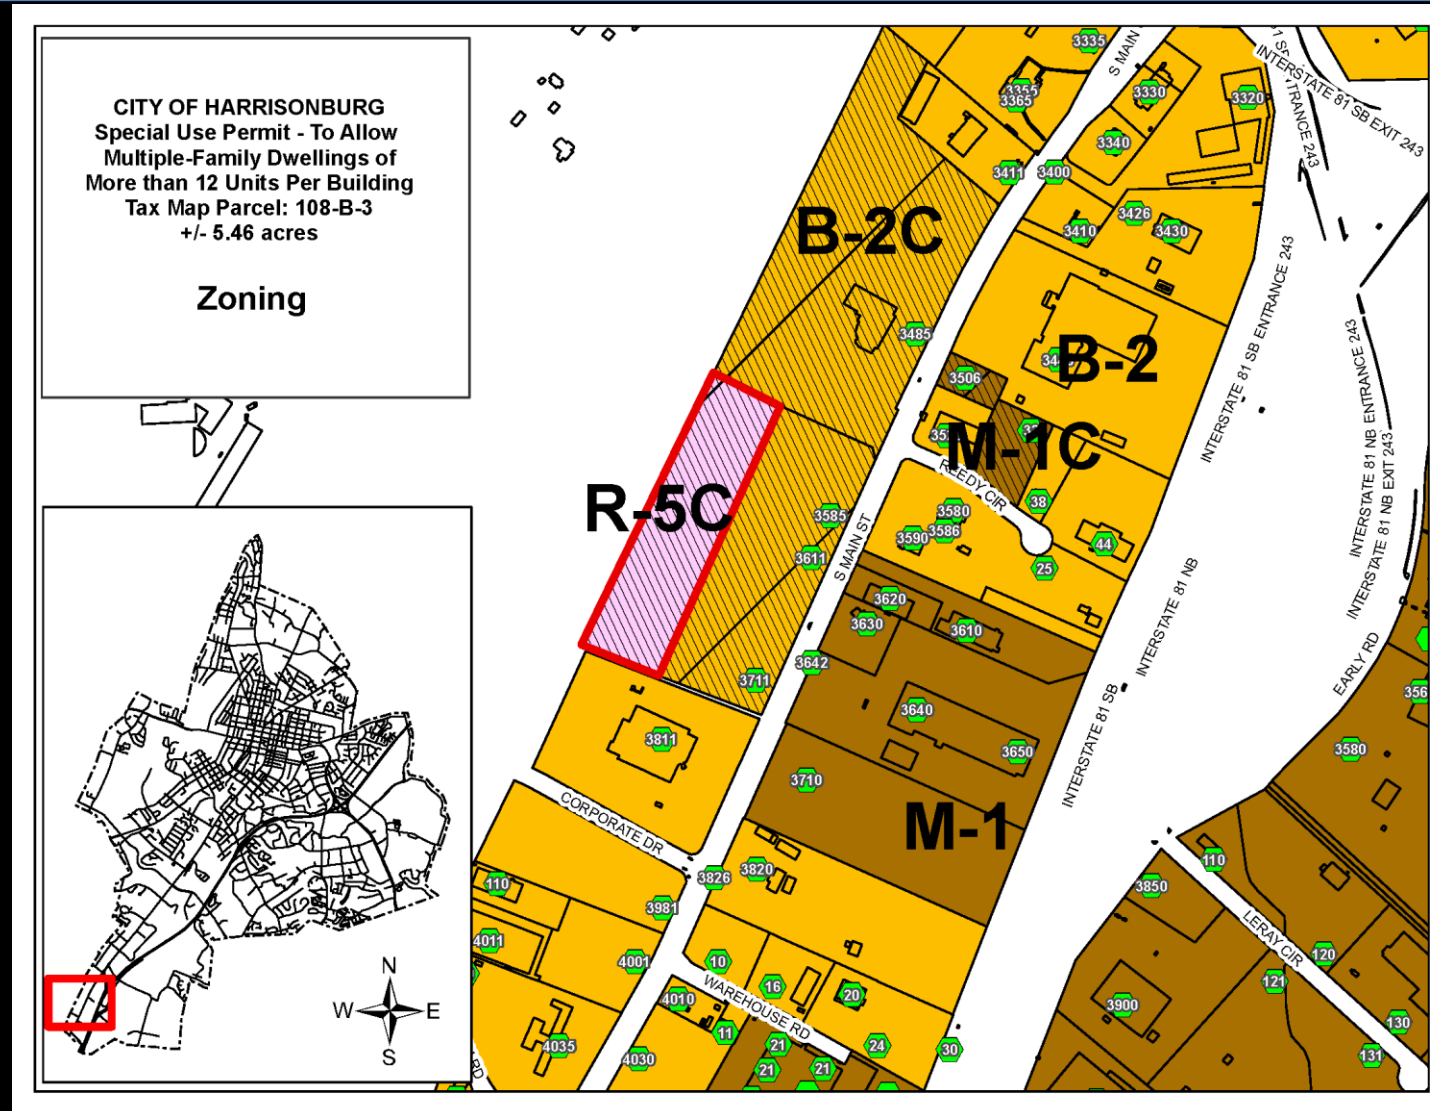 CITY OF HARRISONBURG
Special Use Permit - To Allow
Multiple-Family Dwellings of
More than 12 Units Per Building
Tax Map Parcel: 108-B-3
+/- 5.46 acres
Zoning
N
W
E
S
B-2C
B-2
M-1C
R-5C
M-1
S MAIN
S MAIN ST
INTERSTATE 81 SB EXIT 243
INTERSTATE 81 SB ENTRANCE 243
INTERSTATE 81 NB ENTRANCE 243
INTERSTATE 81 NB EXIT 243
INTERSTATE 81 NB
INTERSTATE 81 SB
EARLY RD
REEDY CIR
CORPORATE DR
WAREHOUSE RD
LERAY CIR
RD
3335
3355
3365
3330
3320
3340
3411
3400
3426
3410
3430
3485
3506
38
3580
3586
3590
44
25
3585
3611
3620
3630
3610
3642
3711
3640
3650
3811
3710
3580
110
3820
3826
3850
110
3981
4011
4001
10
16
20
120
121
4010
11
3900
130
4035
4030
21
24
30
131
21
21